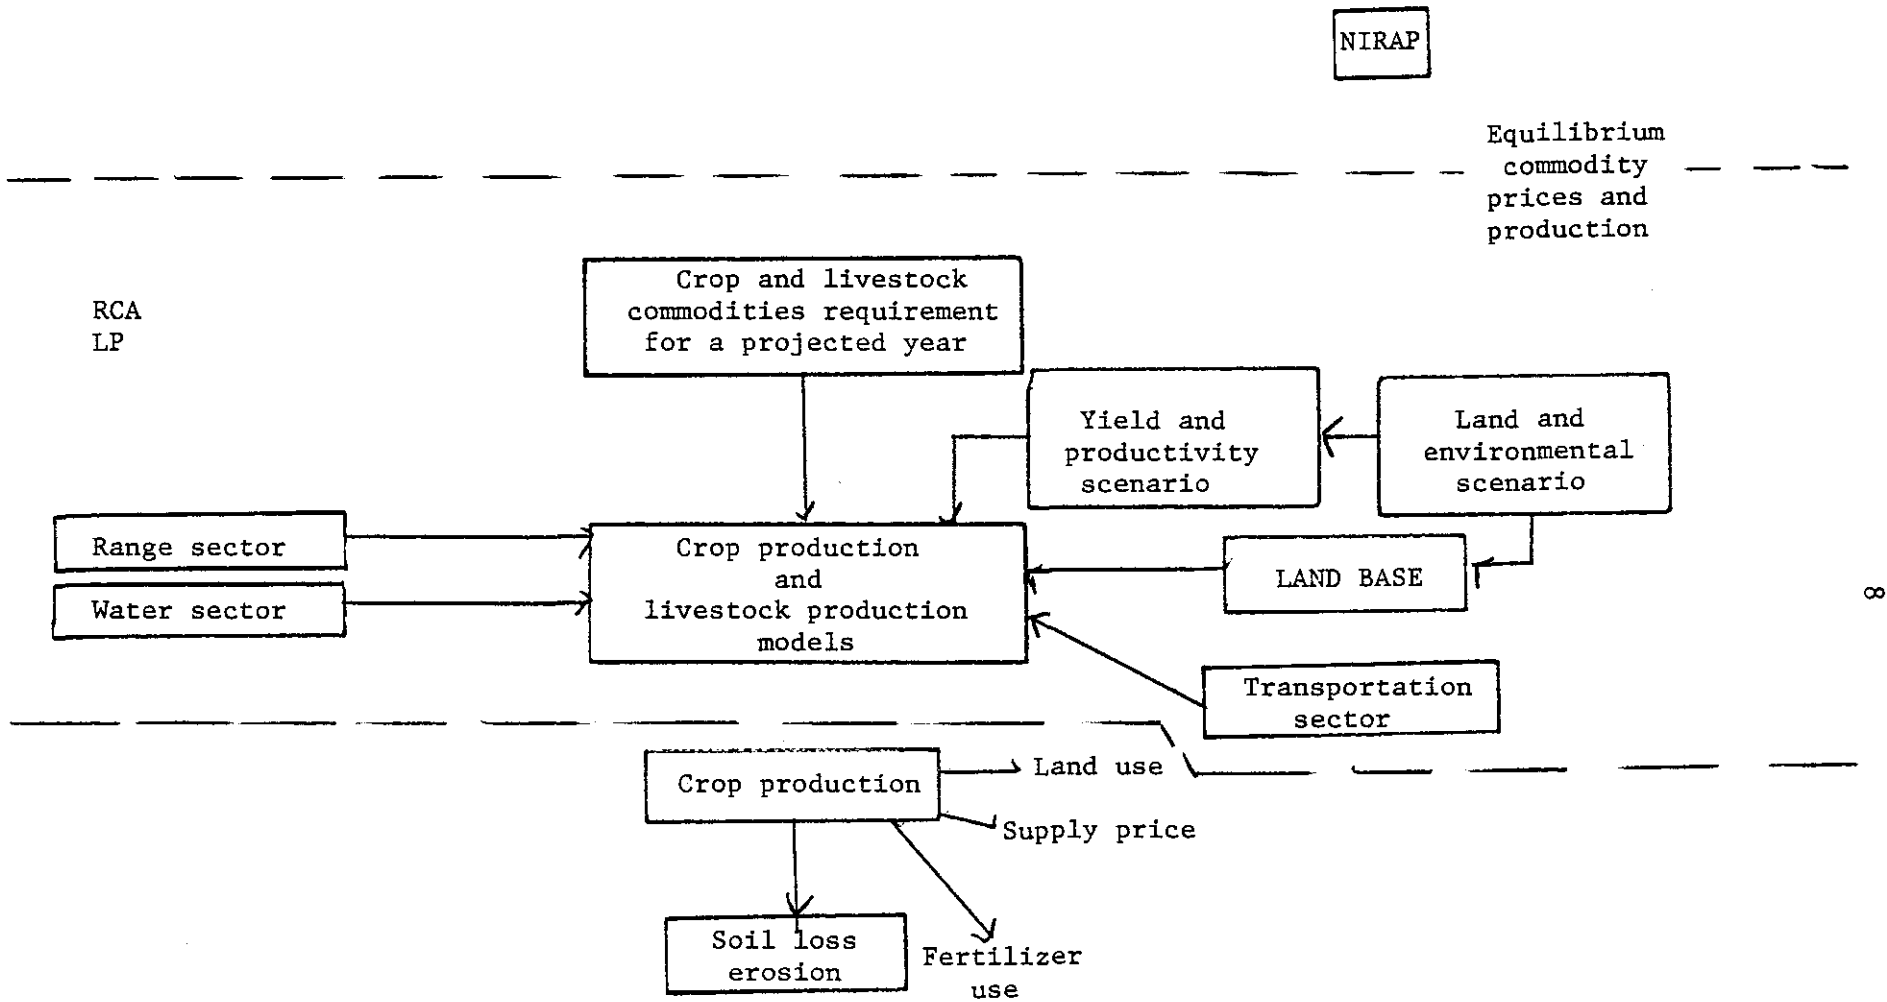 NIRAP
Equilibrium
commodity
prices and
production
RCA
LP
Crop and livestock
commodities requirement
for a projected year
Yield and
productivity
scenario
Land and
environmental
scenario
Range sector
Water sector
Crop production
and
livestock production
models
LAND BASE
Transportation
sector
8
Crop production
Land use
Supply price
Soil loss
erosion
Fertilizer
use